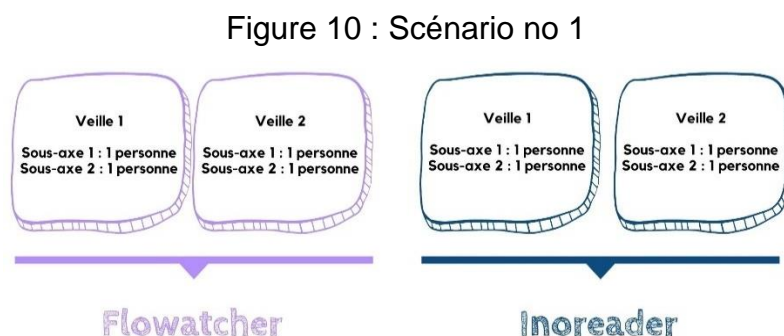 Figure 10 : Scénario no 1
Veille 1
Sous-axe 1 : 1 personne
Sous-axe 2 : 1 personne
Veille 2
Sous-axe 1 : 1 personne
Sous-axe 2 : 1 personne
Veille 1
Sous-axe 1 : 1 personne
Sous-axe 2 : 1 personne
Veille 2
Sous-axe 1 : 1 personne
Sous-axe 2 : 1 personne
Flowatcher
Inoreader